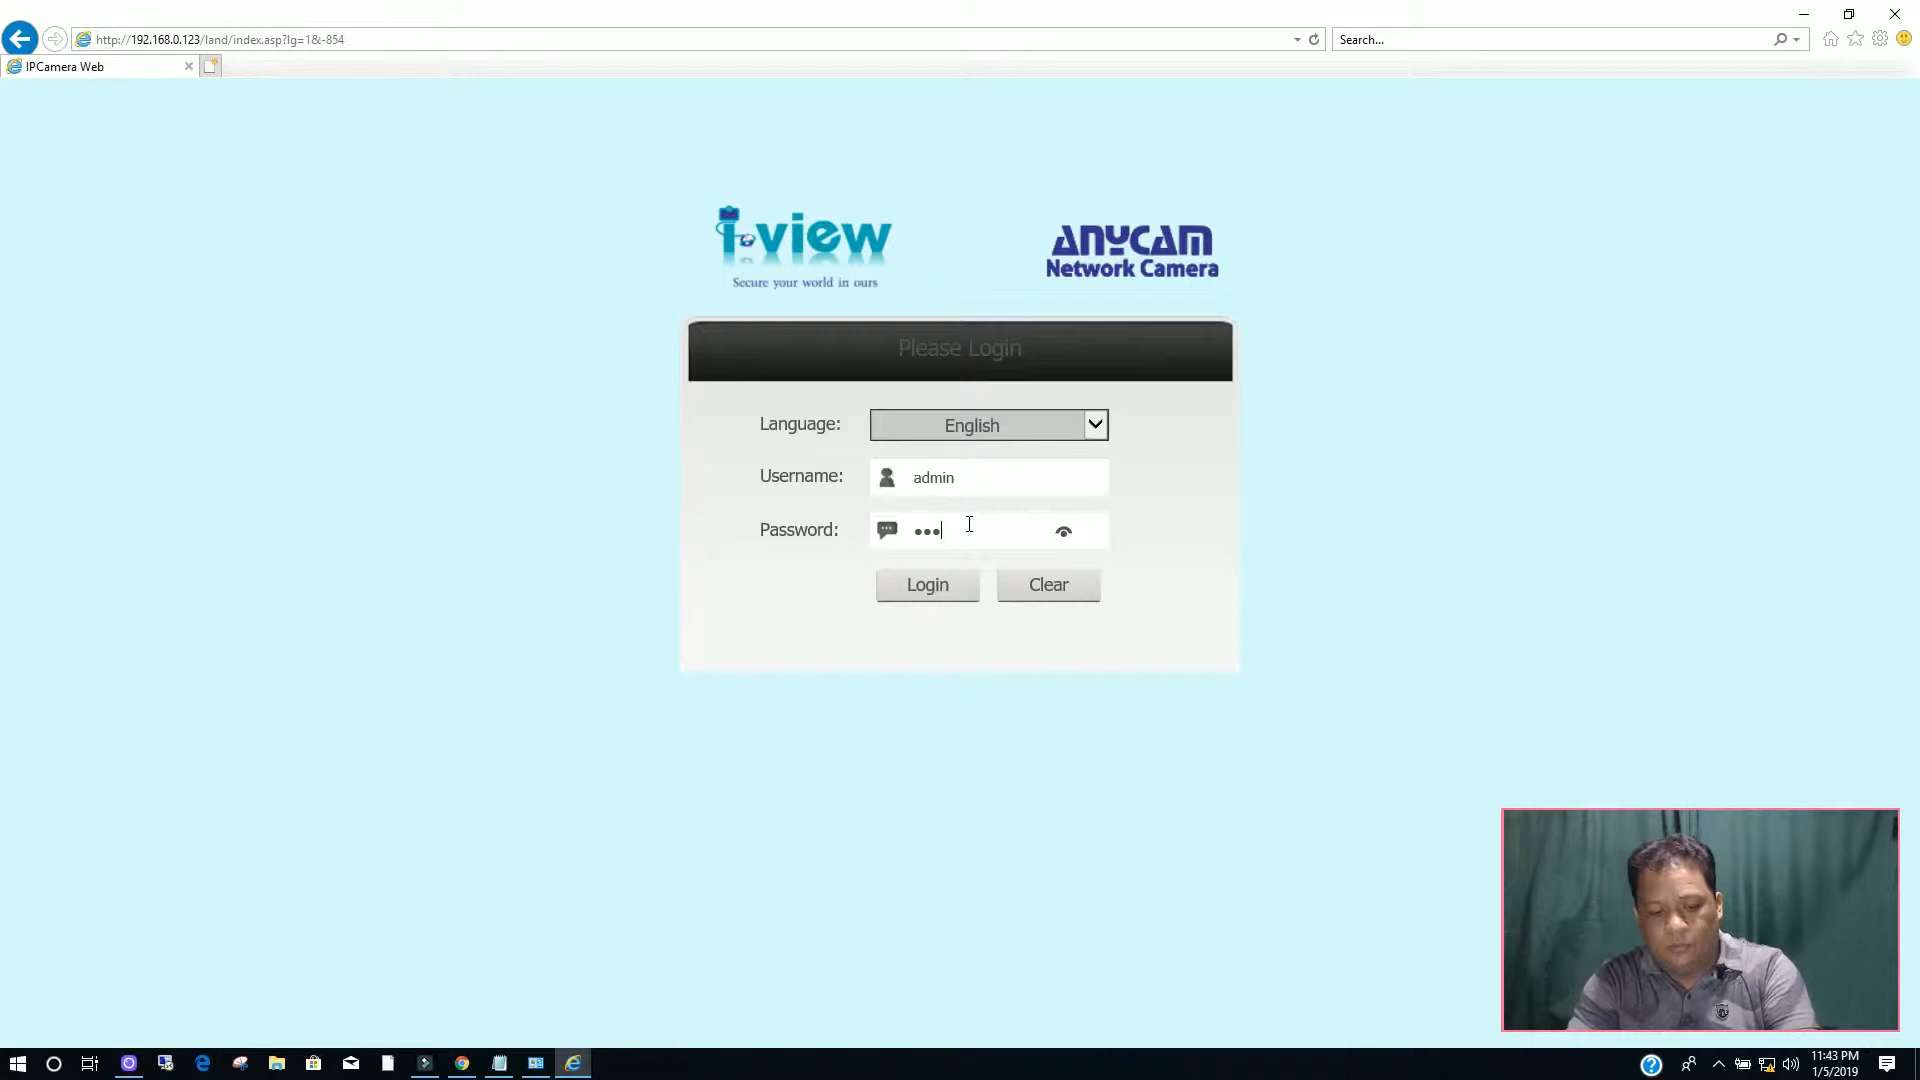 http://192.168.0.123/land/index.asp?lg=1&-854
Search...
IPCamera Web
i-view
Secure your world in ours
ANYCAM
Network Camera
Please Login
Language:
English
Username:
admin
Password:
Login
Clear
11:43 PM
1/5/2019